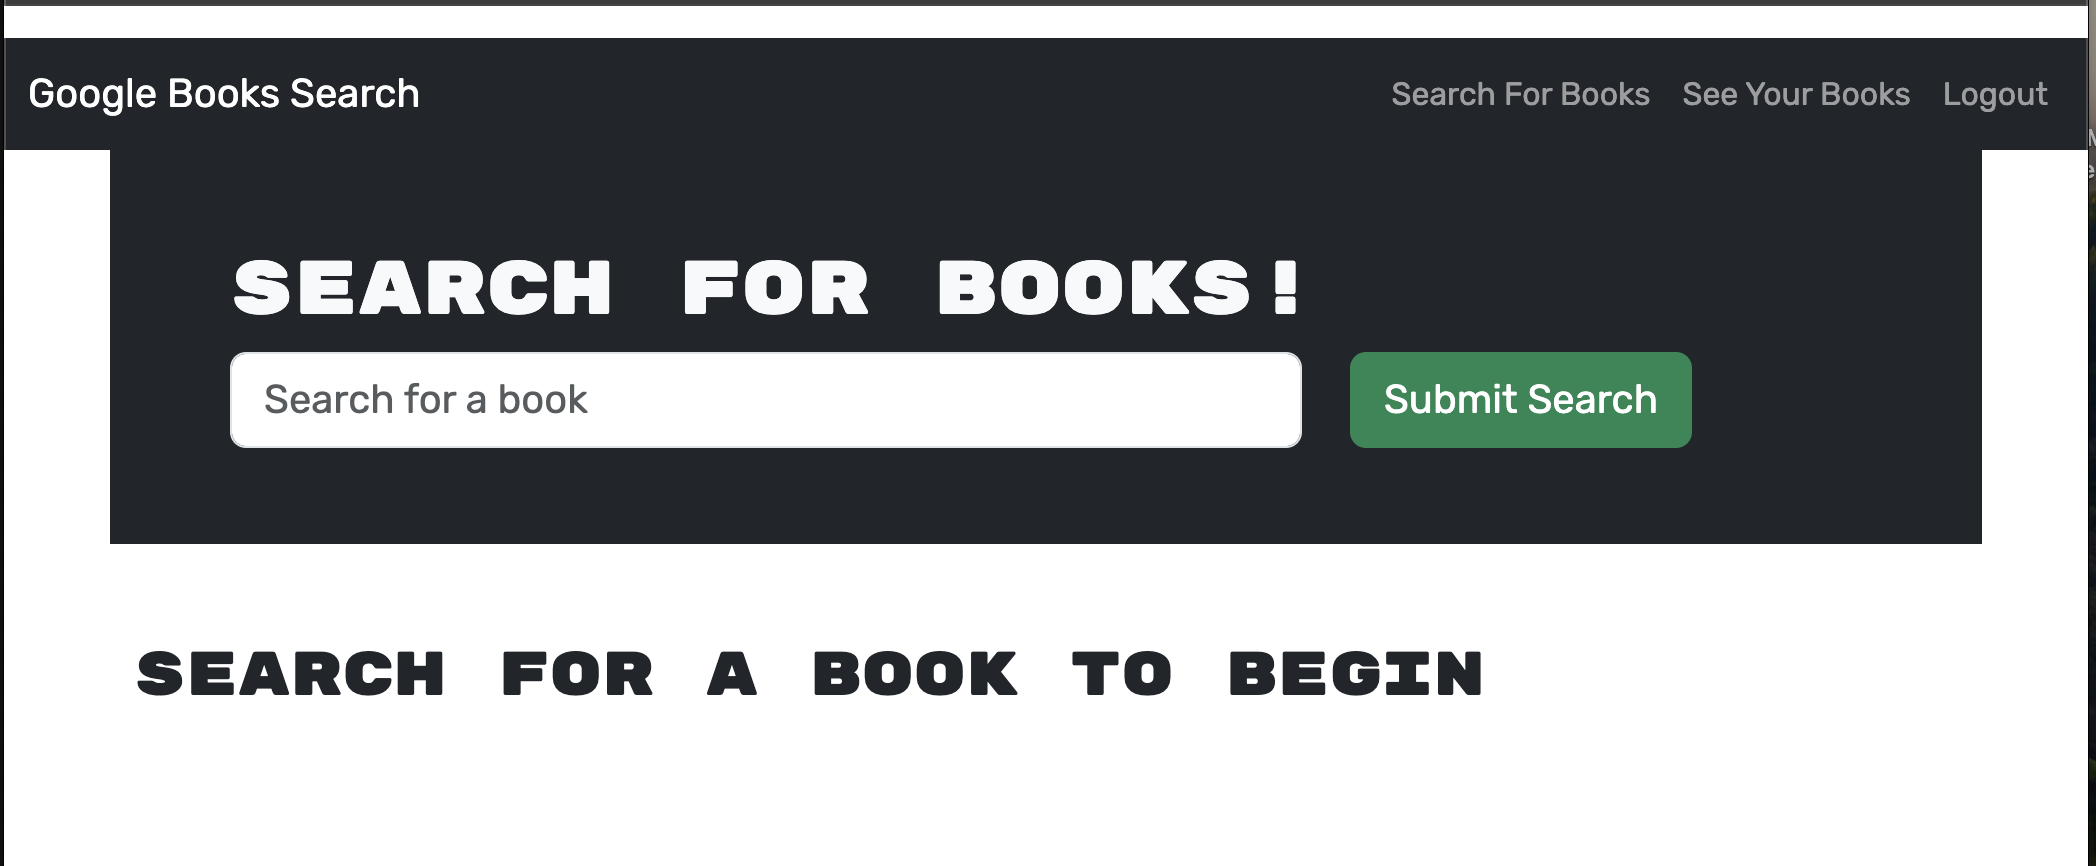 Google Books Search
Search For Books
See Your Books
Logout
SEARCH FOR BOOKS!
Search for a book
Submit Search
SEARCH FOR A BOOK TO BEGIN